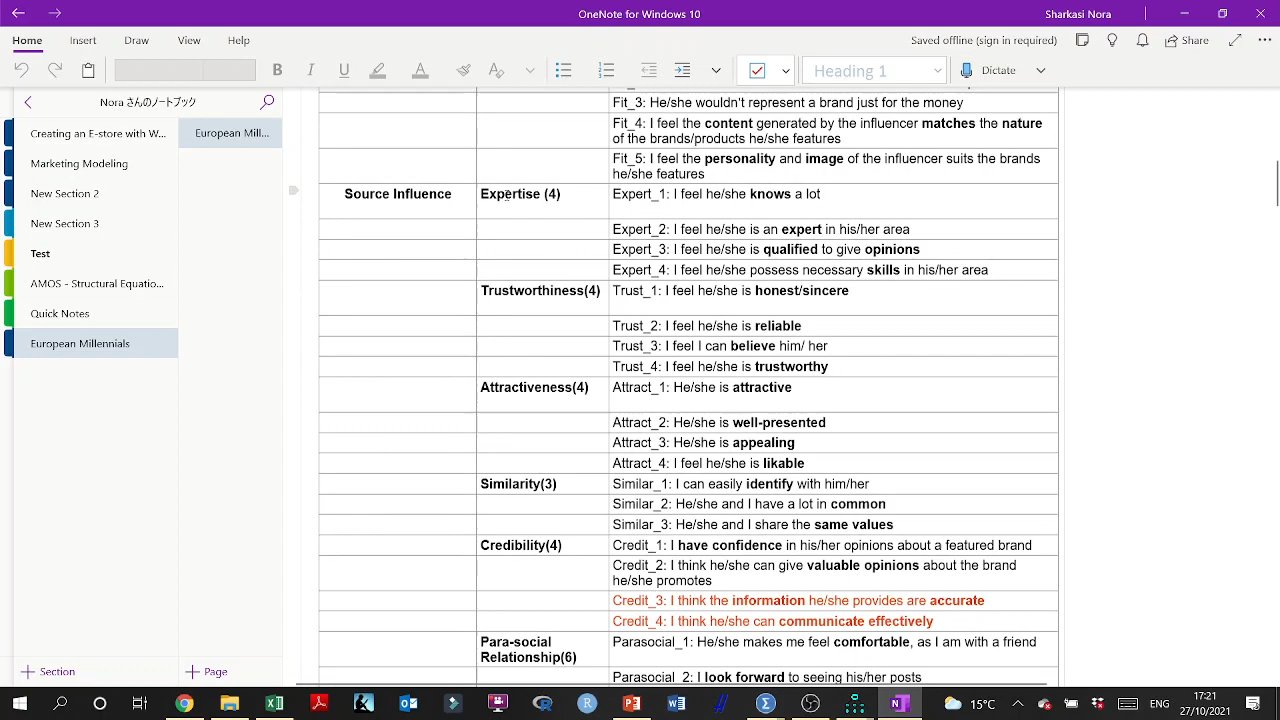 OneNote for Windows 10
Sharkasi Nora
Home
Insert
Draw
View
Help
Saved offline (sign in required)
Share
Heading 1
Dictate
Nora さんのノートブック
Creating an E-store with W...
Marketing Modeling
New Section 2
New Section 3
Test
AMOS - Structural Equatio...
Quick Notes
European Millennials
Section
European Mill...
Page
Fit_3: He/she wouldn't represent a brand just for the money
Fit_4: I feel the content generated by the influencer matches the nature
of the brands/products he/she features
Fit_5: I feel the personality and image of the influencer suits the brands
he/she features
Source Influence
Expertise (4)
Expert_1: I feel he/she knows a lot
Expert_2: I feel he/she is an expert in his/her area
Expert_3: I feel he/she is qualified to give opinions
Expert_4: I feel he/she possess necessary skills in his/her area
Trustworthiness(4)
Trust_1: I feel he/she is honest/sincere
Trust_2: I feel he/she is reliable
Trust_3: I feel I can believe him/ her
Trust_4: I feel he/she is trustworthy
Attractiveness(4)
Attract_1: He/she is attractive
Attract_2: He/she is well-presented
Attract_3: He/she is appealing
Attract_4: I feel he/she is likable
Similarity(3)
Similar_1: I can easily identify with him/her
Similar_2: He/she and I have a lot in common
Similar_3: He/she and I share the same values
Credibility(4)
Credit_1: I have confidence in his/her opinions about a featured brand
Credit_2: I think he/she can give valuable opinions about the brand
he/she promotes
Credit_3: I think the information he/she provides are accurate
Credit_4: I think he/she can communicate effectively
Para-social
Relationship(6)
Parasocial_1: He/she makes me feel comfortable, as I am with a friend
Parasocial_2: I look forward to seeing his/her posts
15°C
ENG
17:21
27/10/2021